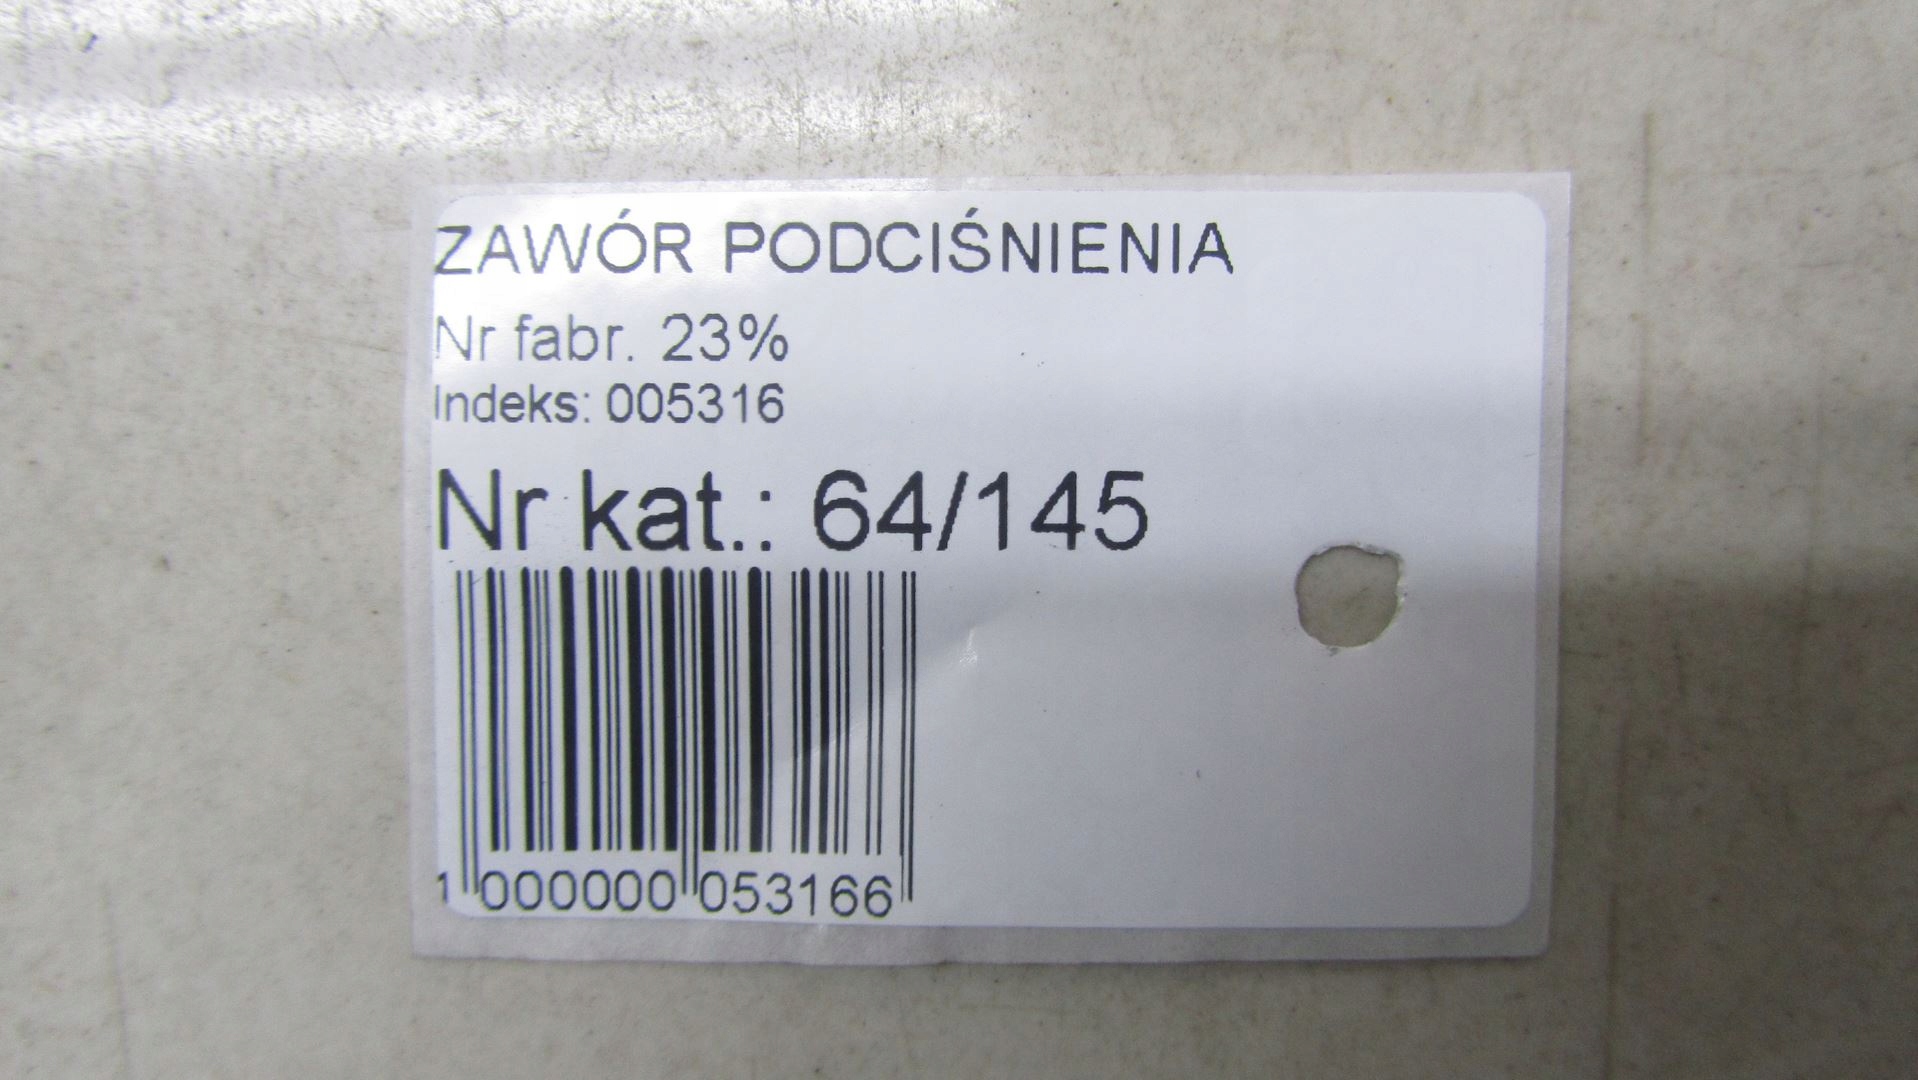 ZAWÓR PODCIŚNIENIA
Nr fabr. 23%
Indeks: 005316
Nr kat.: 64/145
1 000000 053166